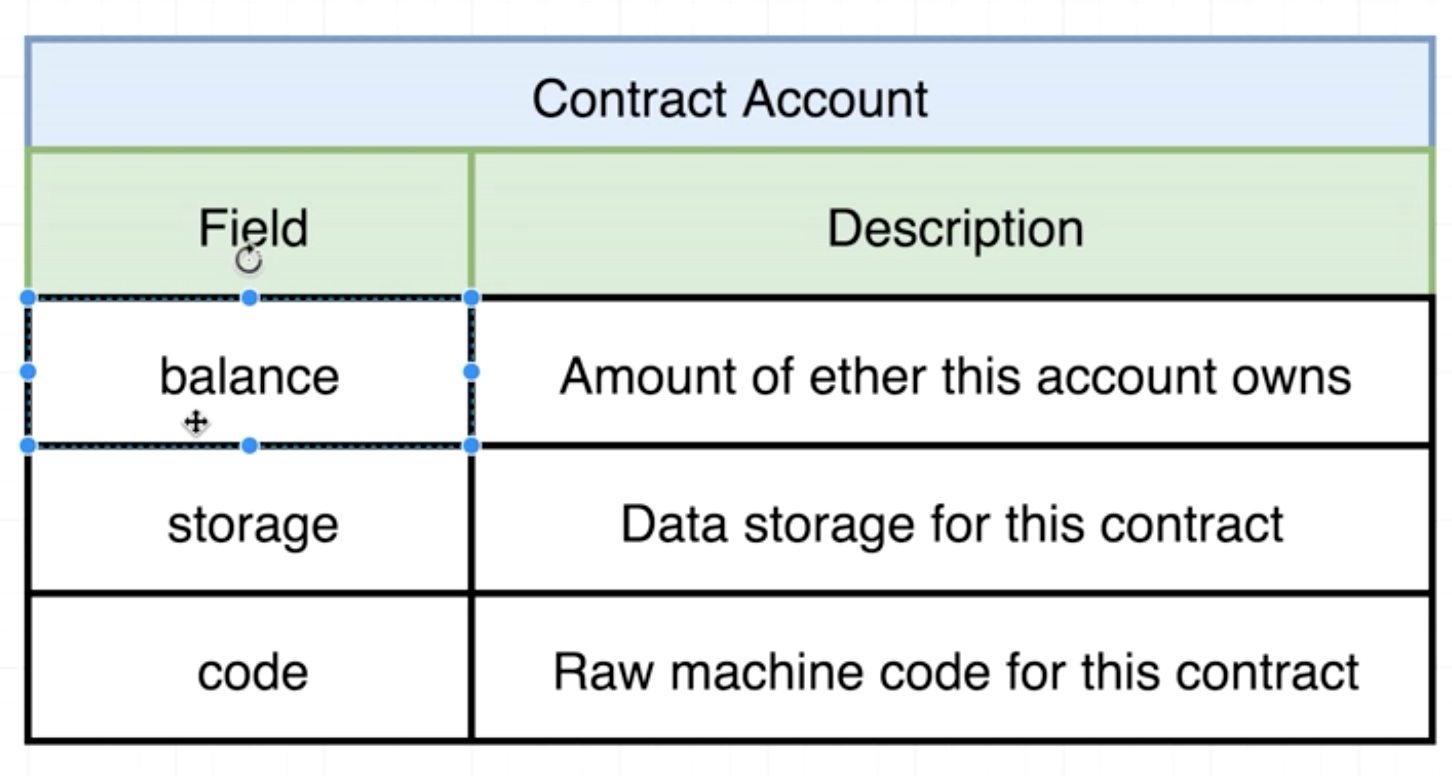 Contract Account
Field
Description
balance
Amount of ether this account owns
storage
Data storage for this contract
code
Raw machine code for this contract